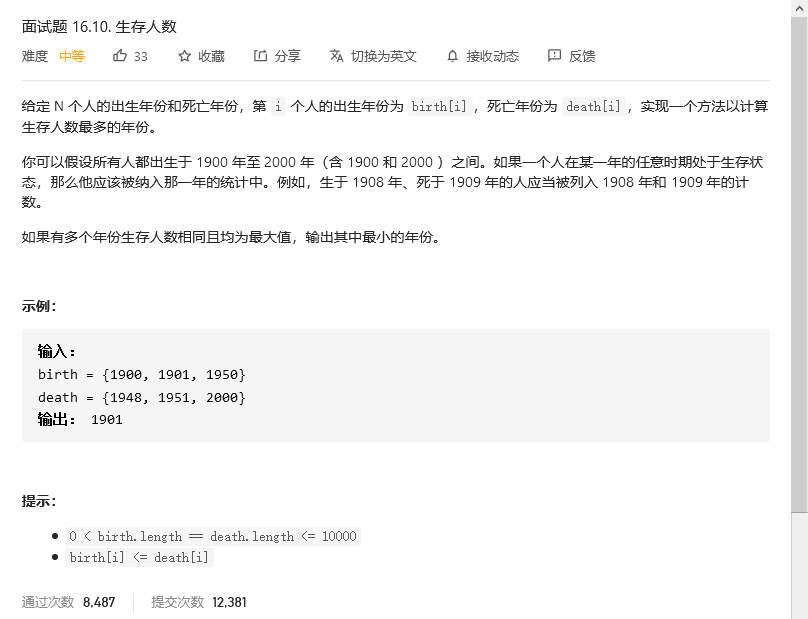 面试题 16.10. 生存人数
难度 中等 33 收藏 分享 切换为英文 接收动态 反馈
给定 N 个人的出生年份和死亡年份，第 i 个人的出生年份为 birth[i]，死亡年份为 death[i]，实现一个方法以计算
生存人数最多的年份。
你可以假设所有人都出生于 1900 年至 2000 年（含 1900 和 2000 ）之间。如果一个人在某一年的任意时期处于生存状
态，那么他应该被纳入那一年的统计中。例如，生于 1908 年、死于 1909 年的人应当被列入 1908 年和 1909 年的计
数。
如果有多个年份生存人数相同且均为最大值，输出其中最小的年份。
示例：
输入：
birth = {1900, 1901, 1950}
death = {1948, 1951, 2000}
输出： 1901
提示：
0 < birth.length == death.length <= 10000
birth[i] <= death[i]
通过次数 8,487 提交次数 12,381